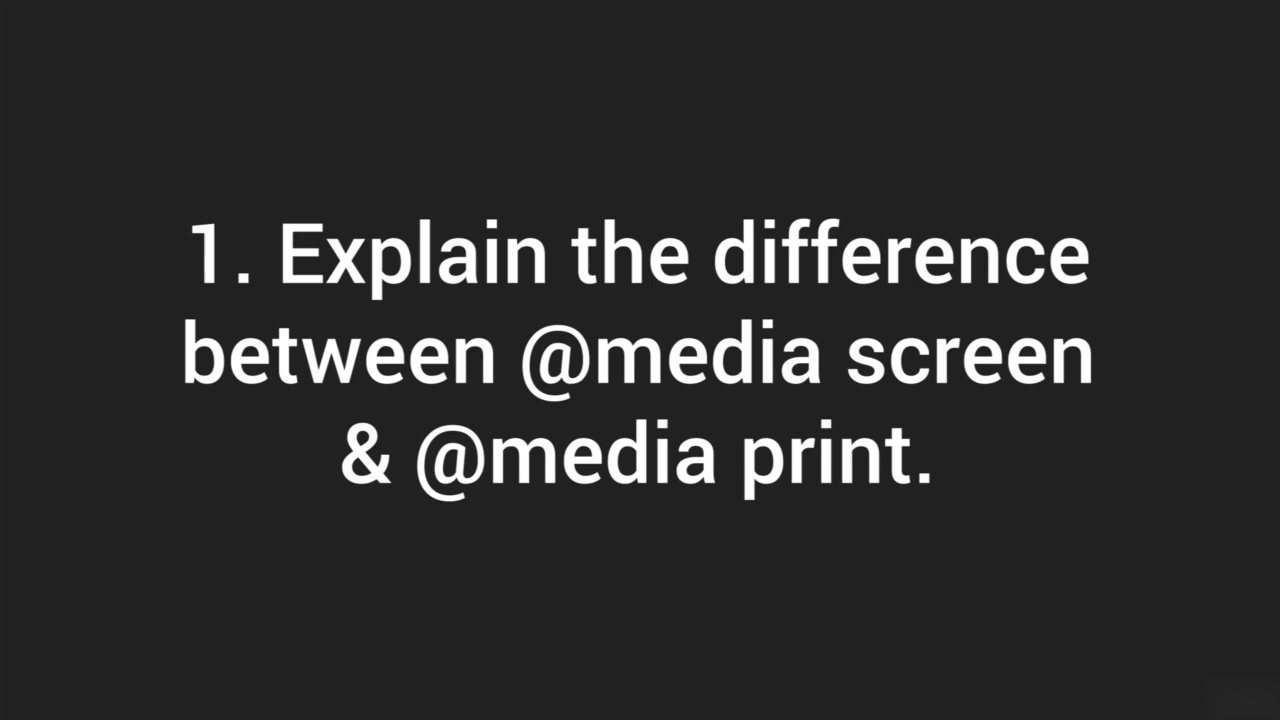 1. Explain the difference
between @media screen
& @media print.